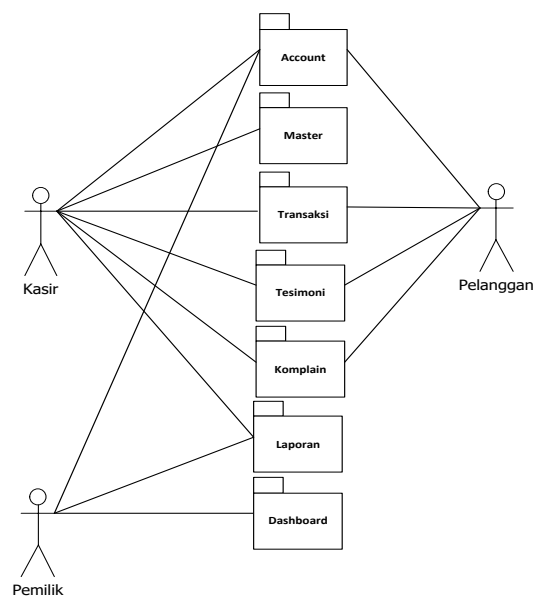 Account
Master
Transaksi
Tesimoni
Komplain
Laporan
Dashboard
Kasir
Pelanggan
Pemilik